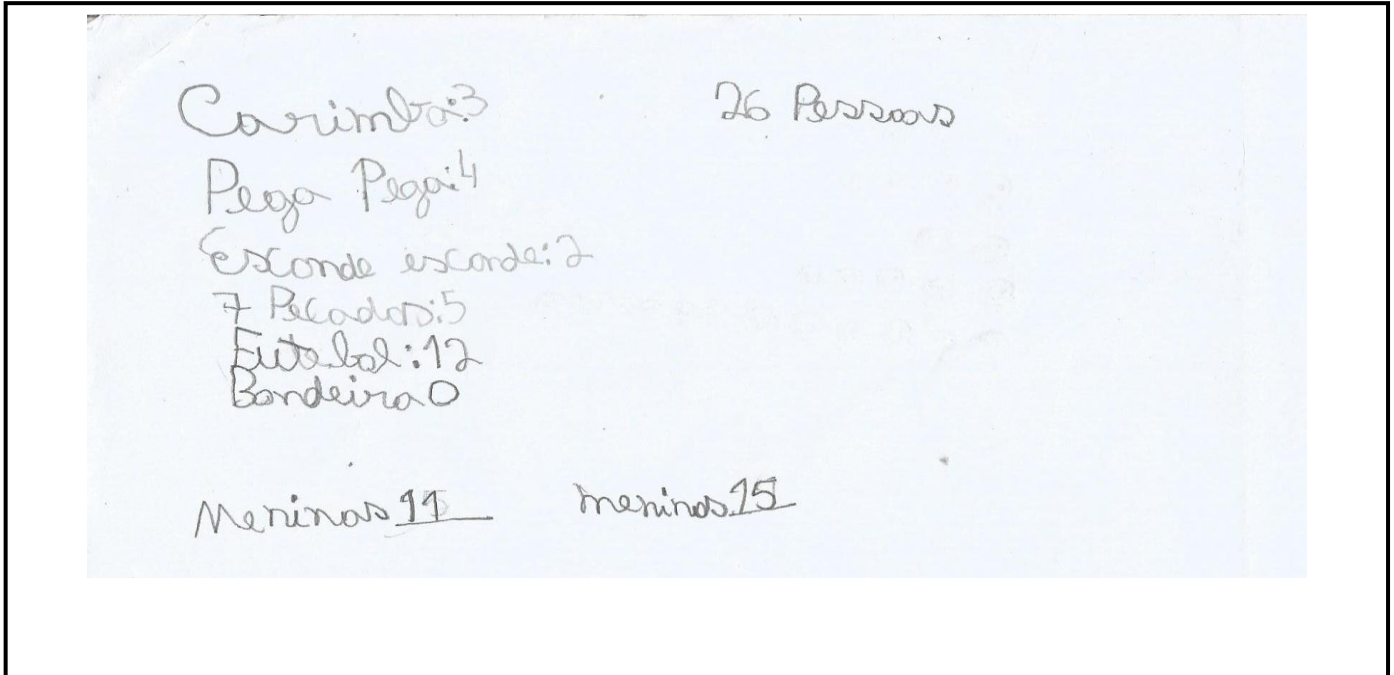 Carimba:3
26 Pessoas
Pega Pega:4
Esconde esconde:2
7 Pecados:5
Futebol:12
Bandeira 0
Meninas 11
meninos 15